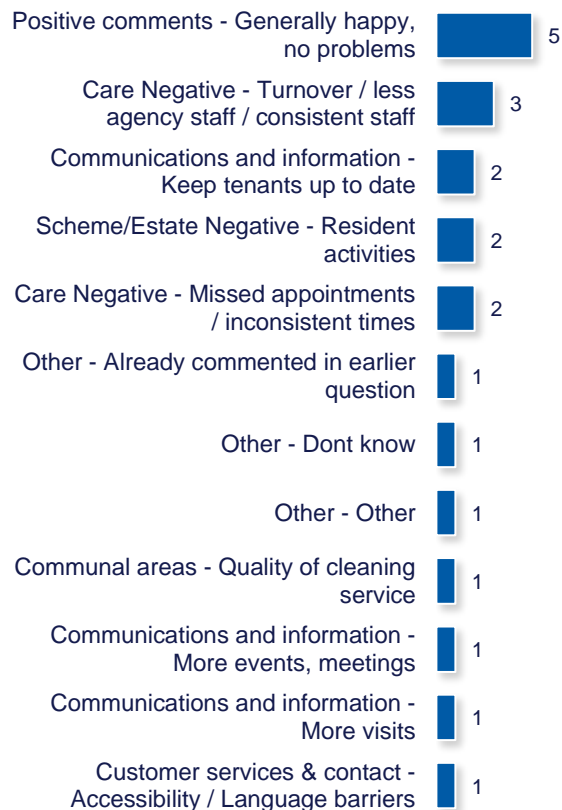 Positive comments - Generally happy,
no problems
5
Care Negative - Turnover / less
agency staff / consistent staff
3
Communications and information -
Keep tenants up to date
2
Scheme/Estate Negative - Resident
activities
2
Care Negative - Missed appointments
/ inconsistent times
2
Other - Already commented in earlier
question
1
Other - Dont know
1
Other - Other
1
Communal areas - Quality of cleaning
service
1
Communications and information -
More events, meetings
1
Communications and information -
More visits
1
Customer services & contact -
Accessibility / Language barriers
1